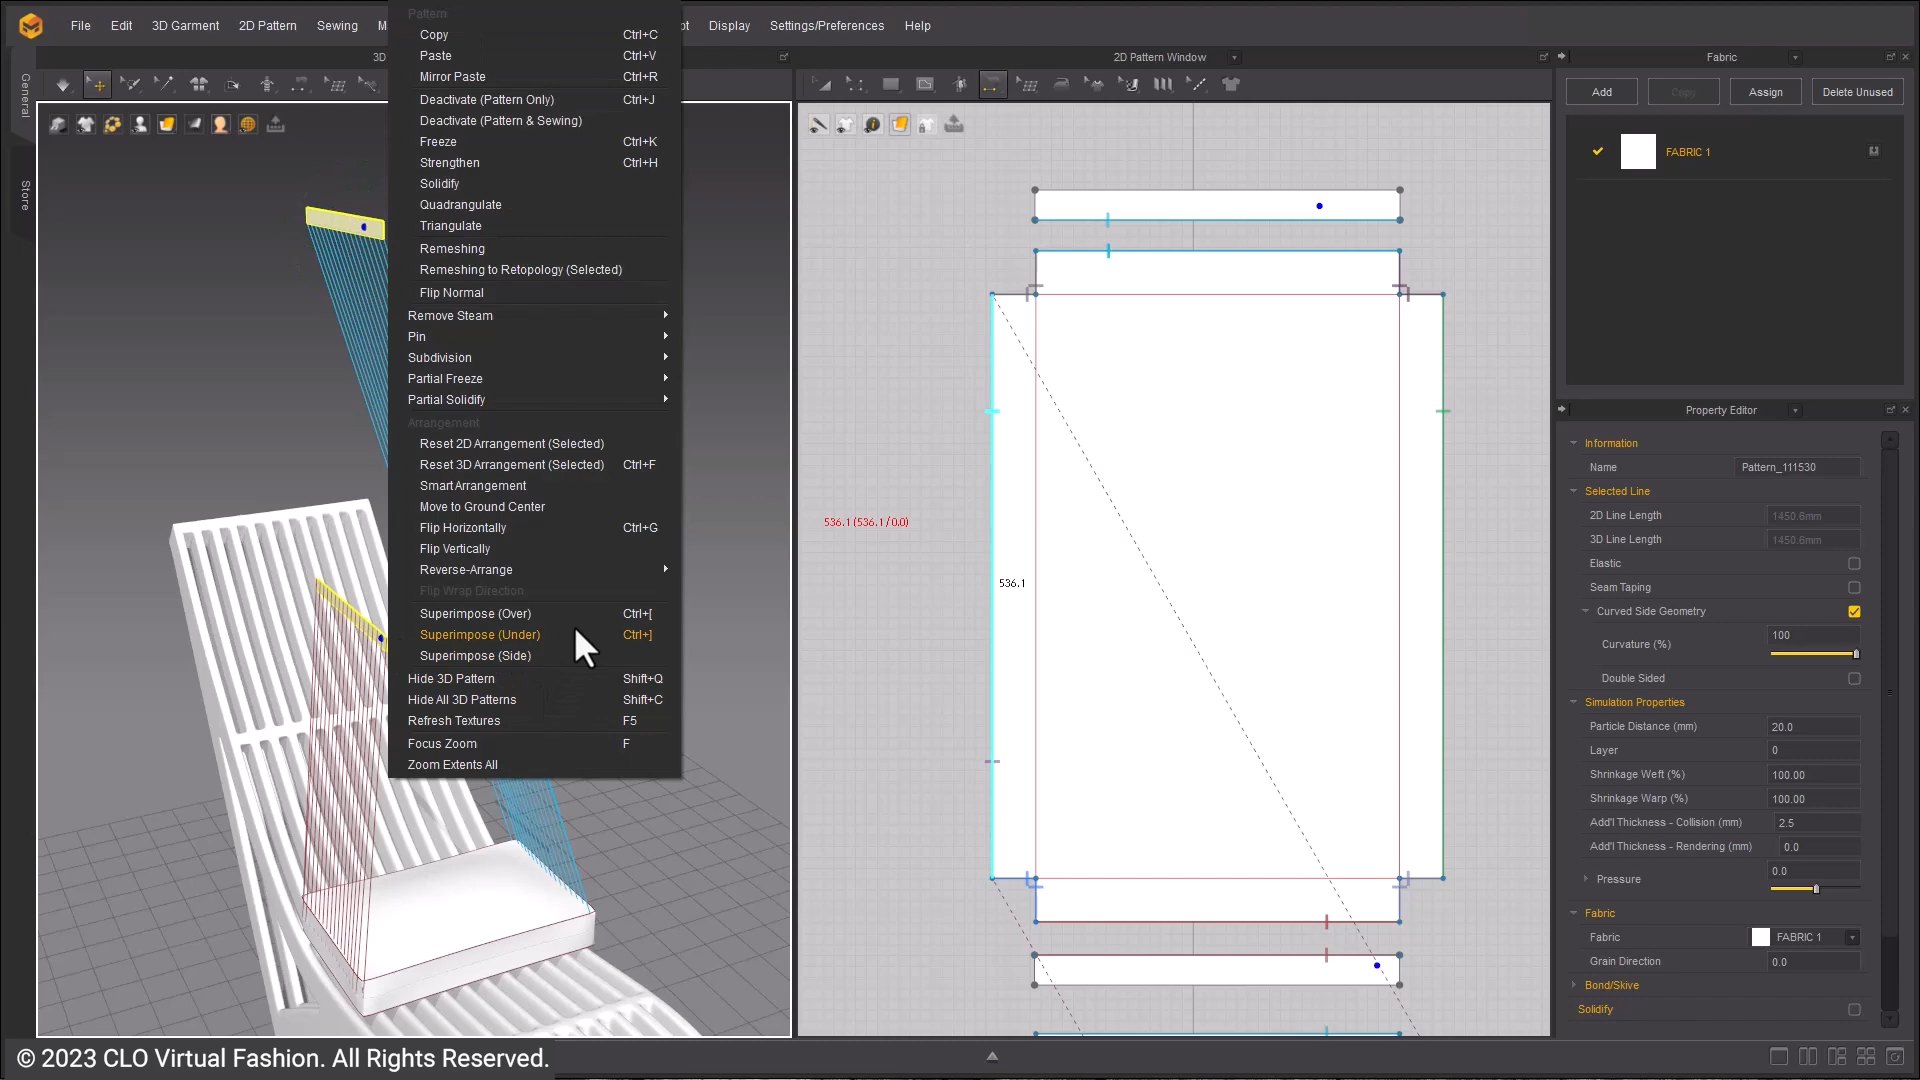 File Edit 3D Garment 2D Pattern Sewing Display Settings/Preferences Help
3D
2D Pattern Window
Fabric
General
Store
Pattern
Copy Ctrl+C
Paste Ctrl+V
Mirror Paste Ctrl+R
Deactivate (Pattern Only) Ctrl+J
Deactivate (Pattern & Sewing)
Freeze Ctrl+K
Strengthen Ctrl+H
Solidify
Quadrangulate
Triangulate
Remeshing
Remeshing to Retopology (Selected)
Flip Normal
Remove Steam
Pin
Subdivision
Partial Freeze
Partial Solidify
Arrangement
Reset 2D Arrangement (Selected)
Reset 3D Arrangement (Selected) Ctrl+F
Smart Arrangement
Move to Ground Center
Flip Horizontally Ctrl+G
Flip Vertically
Reverse-Arrange
Flip Wrap Direction
Superimpose (Over) Ctrl+[
Superimpose (Under) Ctrl+]
Superimpose (Side)
Hide 3D Pattern Shift+Q
Hide All 3D Patterns Shift+C
Refresh Textures F5
Focus Zoom F
Zoom Extents All
536.1 (536.1/0.0)
536.1
Add Copy Assign Delete Unused
FABRIC 1
Property Editor
Information
Name Pattern_111530
Selected Line
2D Line Length 1450.6mm
3D Line Length 1450.6mm
Elastic
Seam Taping
Curved Side Geometry
Curvature (%) 100
Double Sided
Simulation Properties
Particle Distance (mm) 20.0
Layer 0
Shrinkage Weft (%) 100.00
Shrinkage Warp (%) 100.00
Add'l Thickness - Collision (mm) 2.5
Add'l Thickness - Rendering (mm) 0.0
Pressure 0.0
Fabric
Fabric FABRIC 1
Grain Direction 0.0
Bond/Skive
Solidify
© 2023 CLO Virtual Fashion. All Rights Reserved.